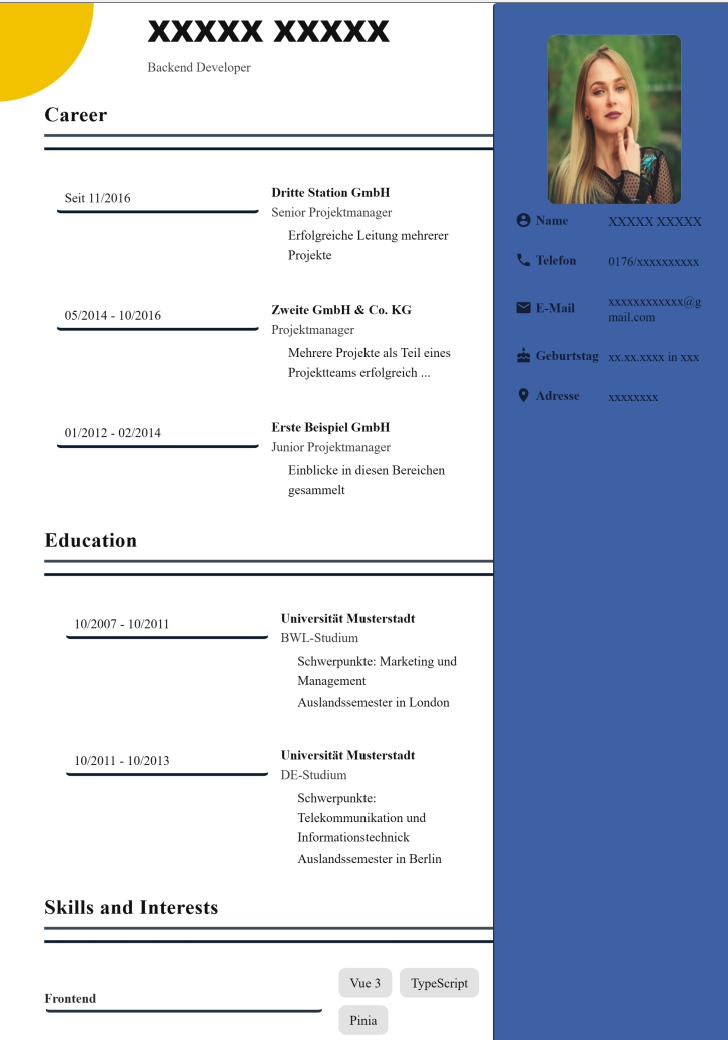 XXXXX XXXXX
Backend Developer
Career
Seit 11/2016
Dritte Station GmbH
Senior Projektmanager
Erfolgreiche Leitung mehrerer
Projekte
05/2014 - 10/2016
Zweite GmbH & Co. KG
Projektmanager
Mehrere Projekte als Teil eines
Projektteams erfolgreich ...
01/2012 - 02/2014
Erste Beispiel GmbH
Junior Projektmanager
Einblicke in diesen Bereichen
gesammelt
Education
10/2007 - 10/2011
Universität Musterstadt
BWL-Studium
Schwerpunkte: Marketing und
Management
Auslandssemester in London
10/2011 - 10/2013
Universität Musterstadt
DE-Studium
Schwerpunkte:
Telekommunikation und
Informationstechnick
Auslandssemester in Berlin
Skills and Interests
Frontend
Vue 3 TypeScript
Pinia
Name XXXXX XXXXX
Telefon 0176/xxxxxxxxxx
E-Mail xxxxxxxxxxxx@g
mail.com
Geburtstag xx.xx.xxxx in xxx
Adresse xxxxxxxx